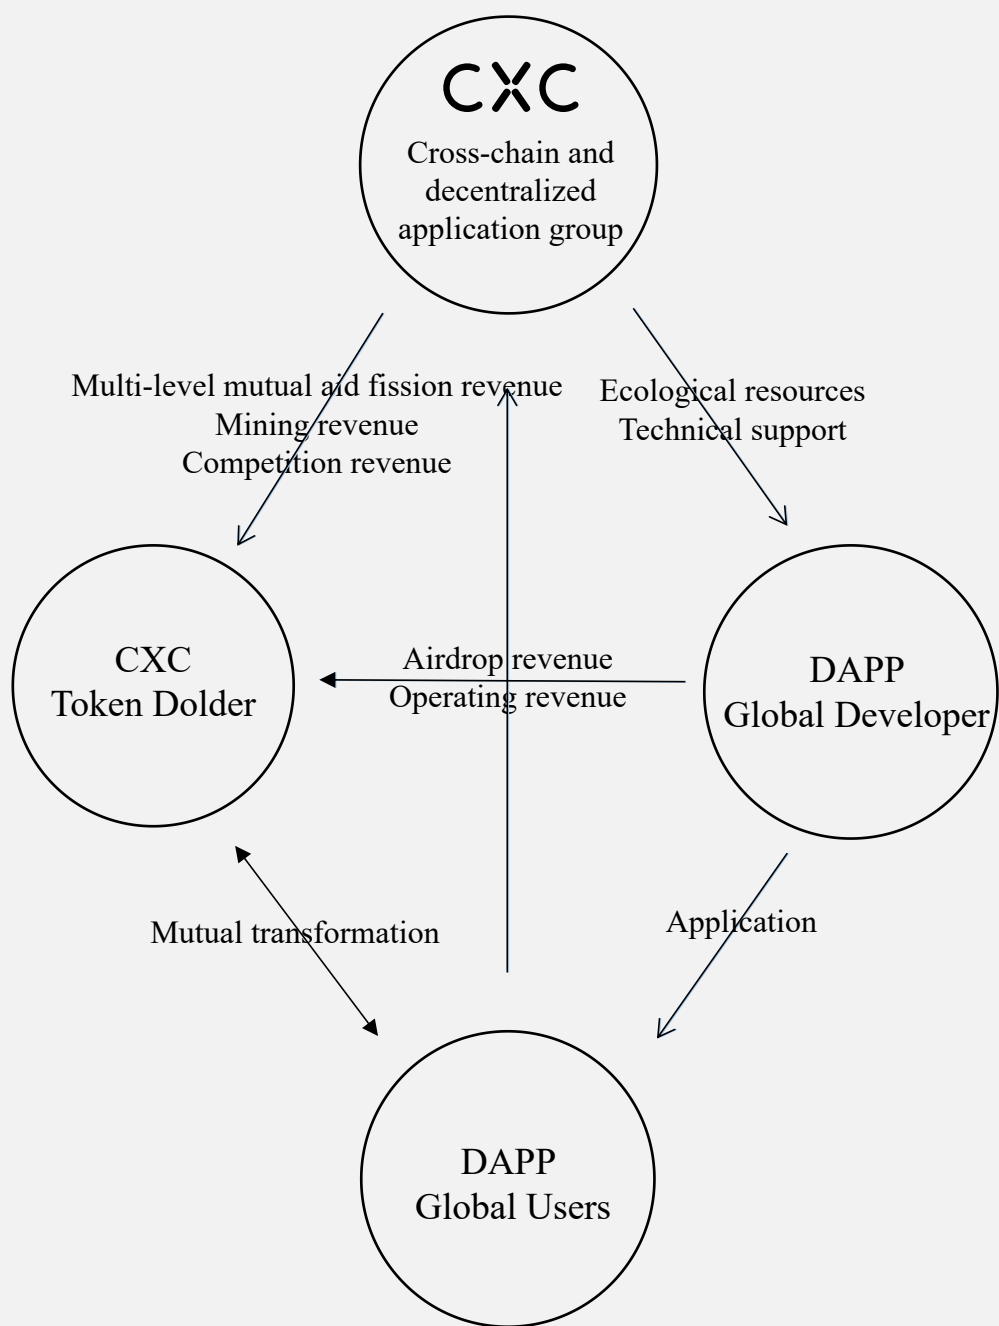 CXC
Cross-chain and
decentralized
application group
Multi-level mutual aid fission revenue
Mining revenue
Competition revenue
Ecological resources
Technical support
CXC
Token Dolder
Airdrop revenue
Operating revenue
DAPP
Global Developer
Mutual transformation
Application
DAPP
Global Users